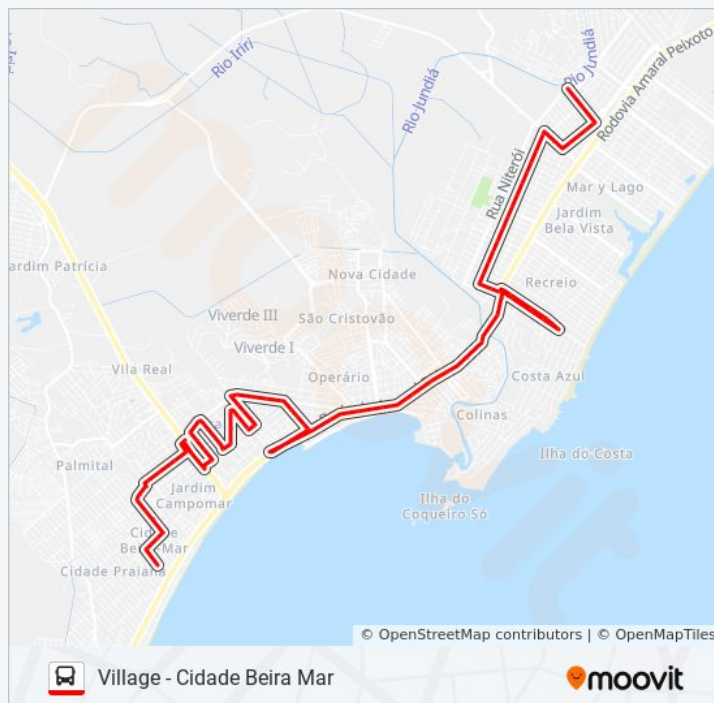 Rio Iriri
Rio Jundiá
Rio Jundiá
Rodovia Amaral Peixoto
Rua Niterói
Mar y Lago
Jardim
Bela Vista
Jardim Patrícia
Nova Cidade
Recreio
Viverde III
São Cristovão
Viverde I
Vila Real
Operário
Costa Azul
Colinas
Palmital
Ilha do Costa
Jardim
Campomar
Ilha do
Coqueiro Só
Cidade
Beira-Mar
Cidade Praiana
© OpenStreetMap contributors | © OpenMapTiles
Village - Cidade Beira Mar
moovit